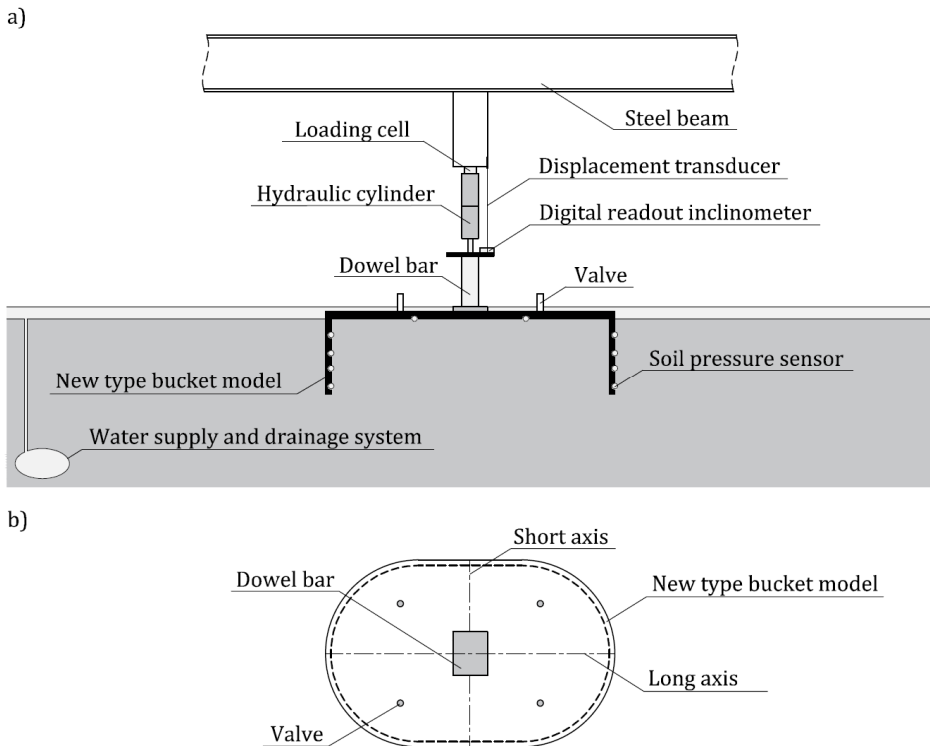 a)
Steel beam
Loading cell
Displacement transducer
Hydraulic cylinder
Digital readout inclinometer
Dowel bar
Valve
Soil pressure sensor
New type bucket model
Water supply and drainage system
b)
Short axis
Dowel bar
New type bucket model
Long axis
Valve